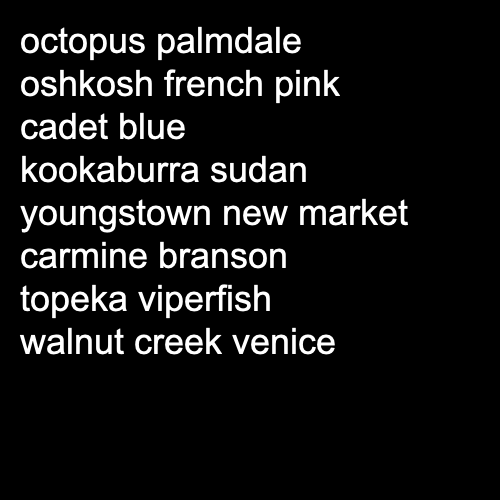 octopus palmdale
oshkosh french pink
cadet blue
kookaburra sudan
youngstown new market
carmine branson
topeka viperfish
walnut creek venice